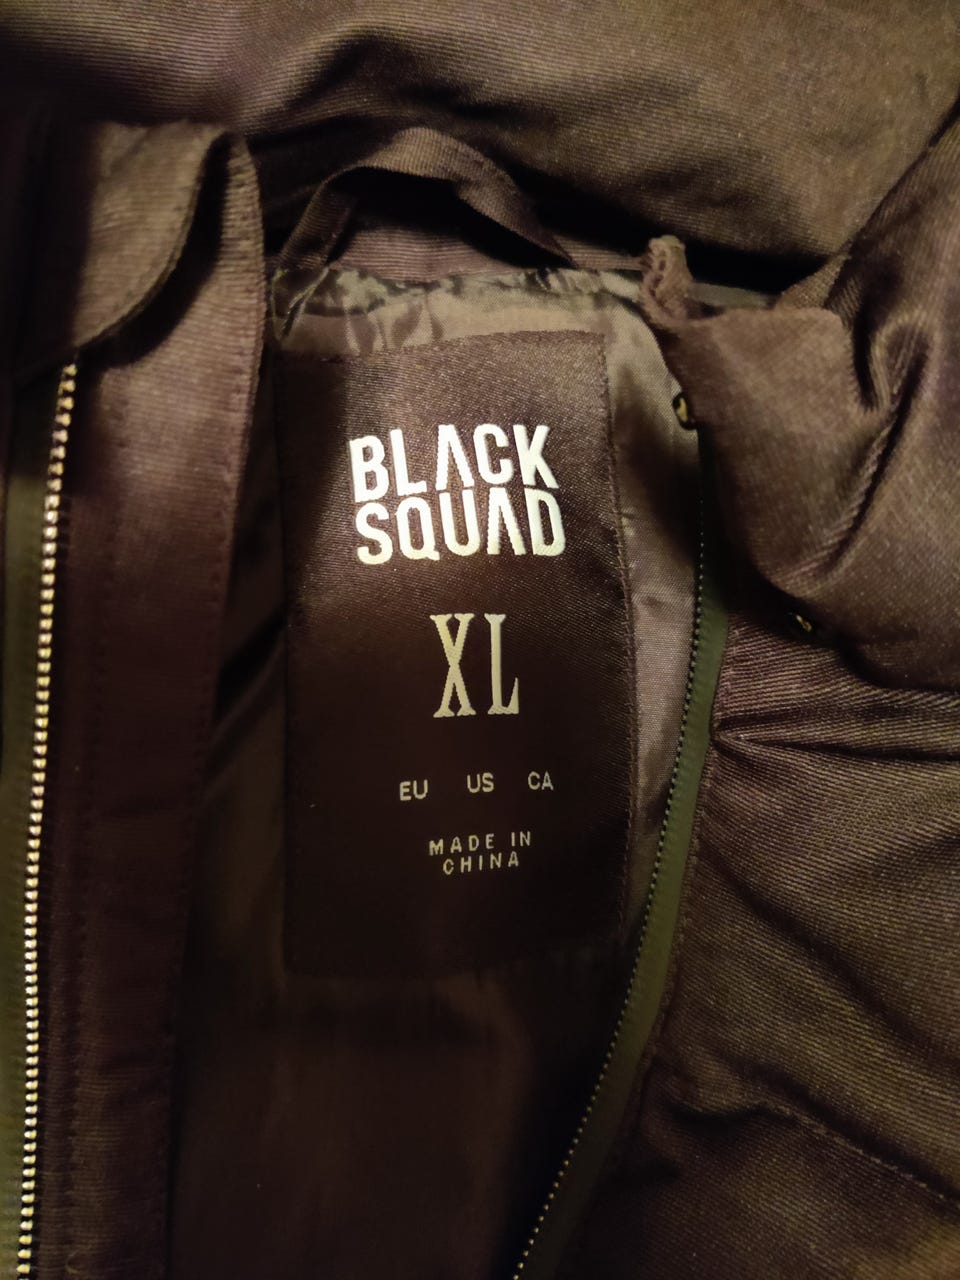 BLACK
SQUAD
XL
EU US CA
MADE IN
CHINA